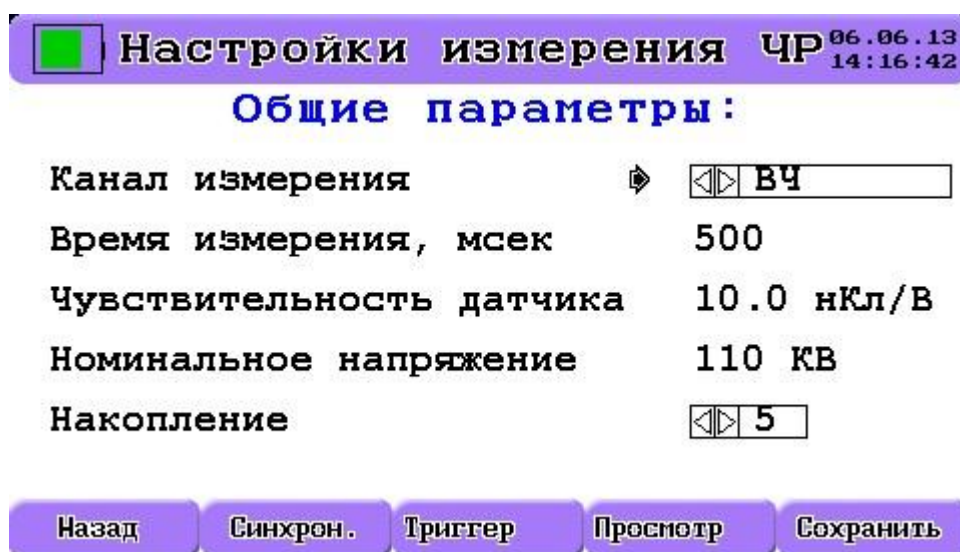 Настройки измерения ЧР 06.06.13
14:16:42
Общие параметры:
Канал измерения ВЧ
Время измерения, мсек 500
Чувствительность датчика 10.0 нКл/В
Номинальное напряжение 110 КВ
Накопление 5
Назад Синхрон. Триггер Просмотр Сохранить